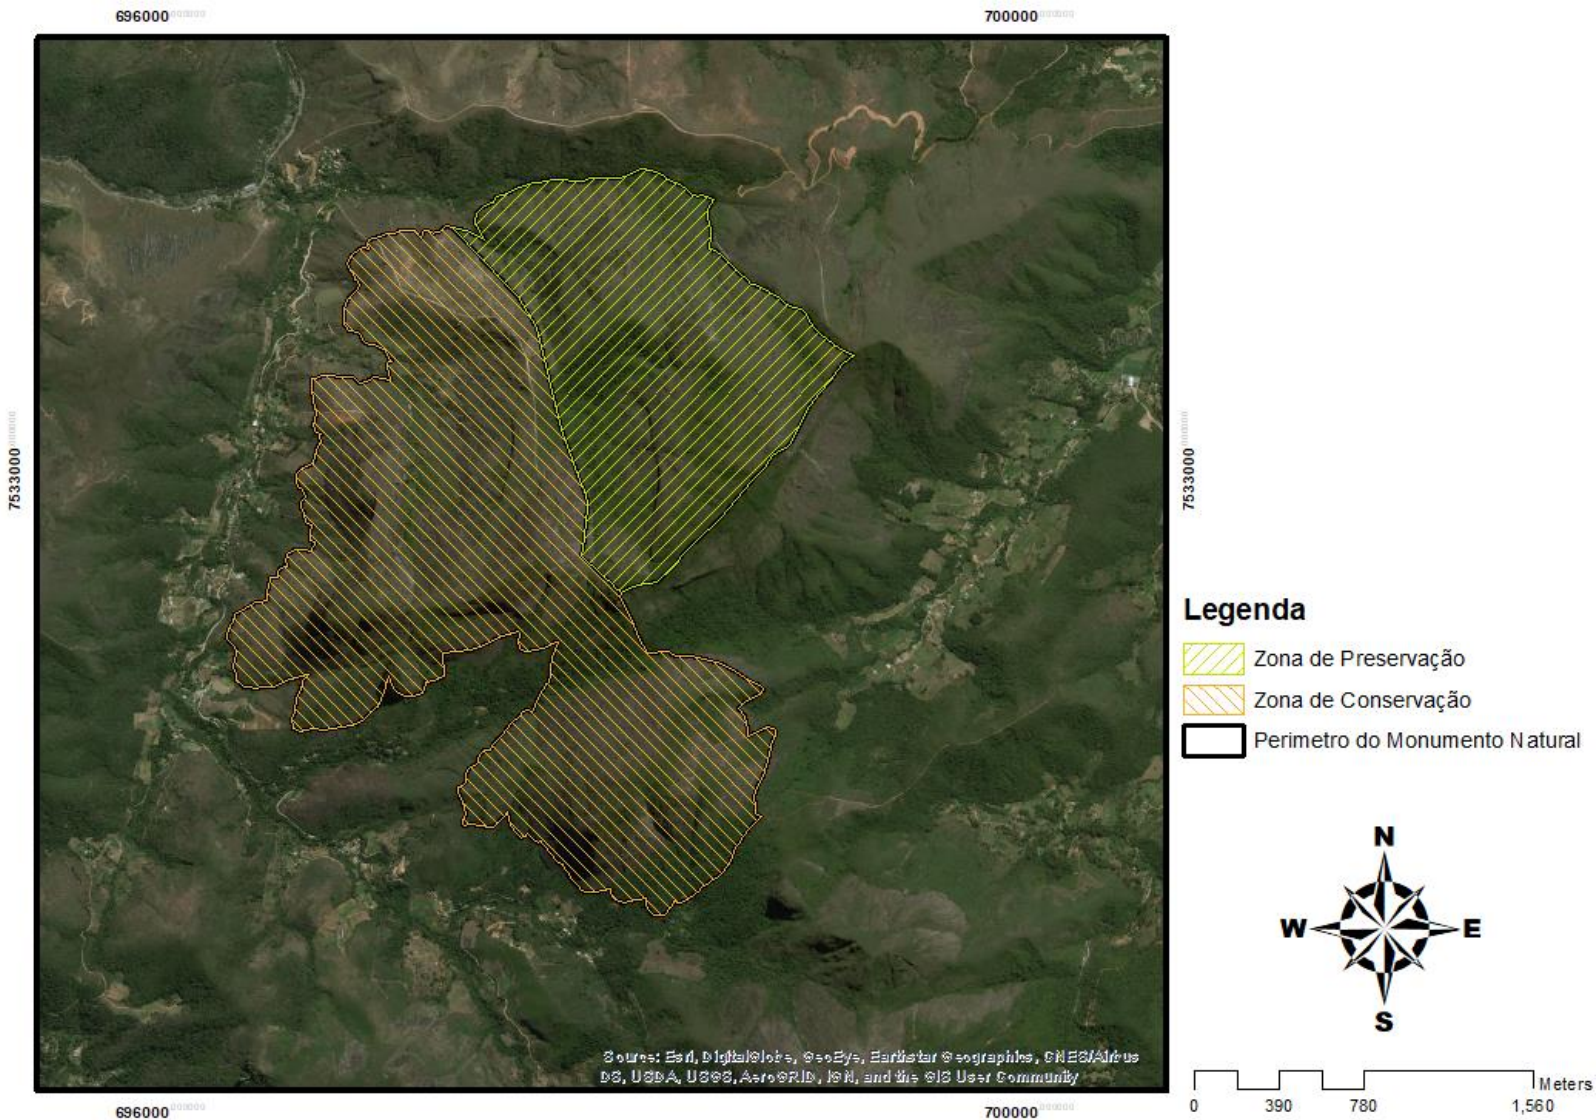 696000 700000
7533000
7533000
Legenda
Zona de Preservação
Zona de Conservação
Perimetro do Monumento Natural
N
W E
S
Source: Esri, DigitalGlobe, GeoEye, Earthstar Geographics, CNES/Airbus
DS, USDA, USGS, AeroGRID, IGN, and the GIS User Community
Meters
0 390 780 1,560
696000 700000